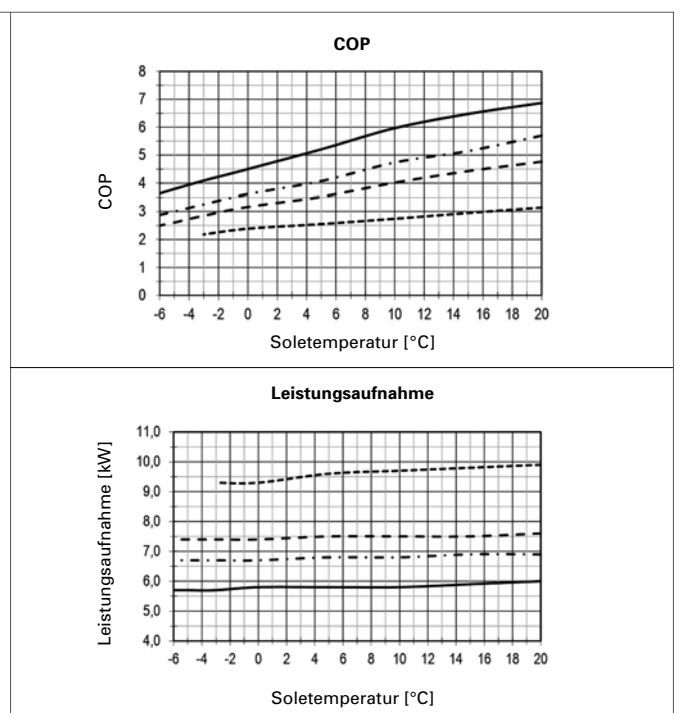 COP
8
7
6
5
4
3
2
1
0
COP
-6 -4 -2 0 2 4 6 8 10 12 14 16 18 20
Soletemperatur [°C]
Leistungsaufnahme
11,0
10,0
9,0
8,0
7,0
6,0
5,0
4,0
Leistungsaufnahme [kW]
-6 -4 -2 0 2 4 6 8 10 12 14 16 18 20
Soletemperatur [°C]